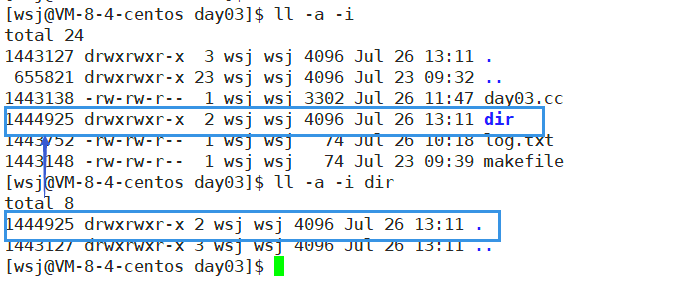 [wsj@VM-8-4-centos day03]$ ll -a -i
total 24
1443127 drwxrwxr-x  3 wsj wsj 4096 Jul 26 13:11 .
 655821 drwxrwxr-x 23 wsj wsj 4096 Jul 23 09:32 ..
1443138 -rw-rw-r--  1 wsj wsj 3302 Jul 26 11:47 day03.cc
1444925 drwxrwxr-x  2 wsj wsj 4096 Jul 26 13:11 dir
1443752 -rw-rw-r--  1 wsj wsj   74 Jul 26 10:18 log.txt
1443148 -rw-rw-r--  1 wsj wsj   74 Jul 23 09:39 makefile
[wsj@VM-8-4-centos day03]$ ll -a -i dir
total 8
1444925 drwxrwxr-x 2 wsj wsj 4096 Jul 26 13:11 .
1443127 drwxrwxr-x 3 wsj wsj 4096 Jul 26 13:11 ..
[wsj@VM-8-4-centos day03]$